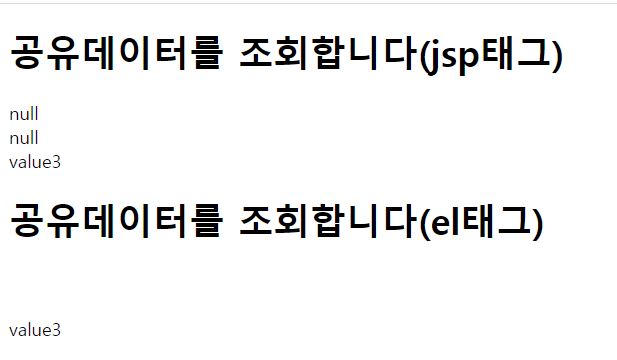 공유데이터를 조회합니다(jsp태그)
null
null
value3
공유데이터를 조회합니다(el태그)
value3